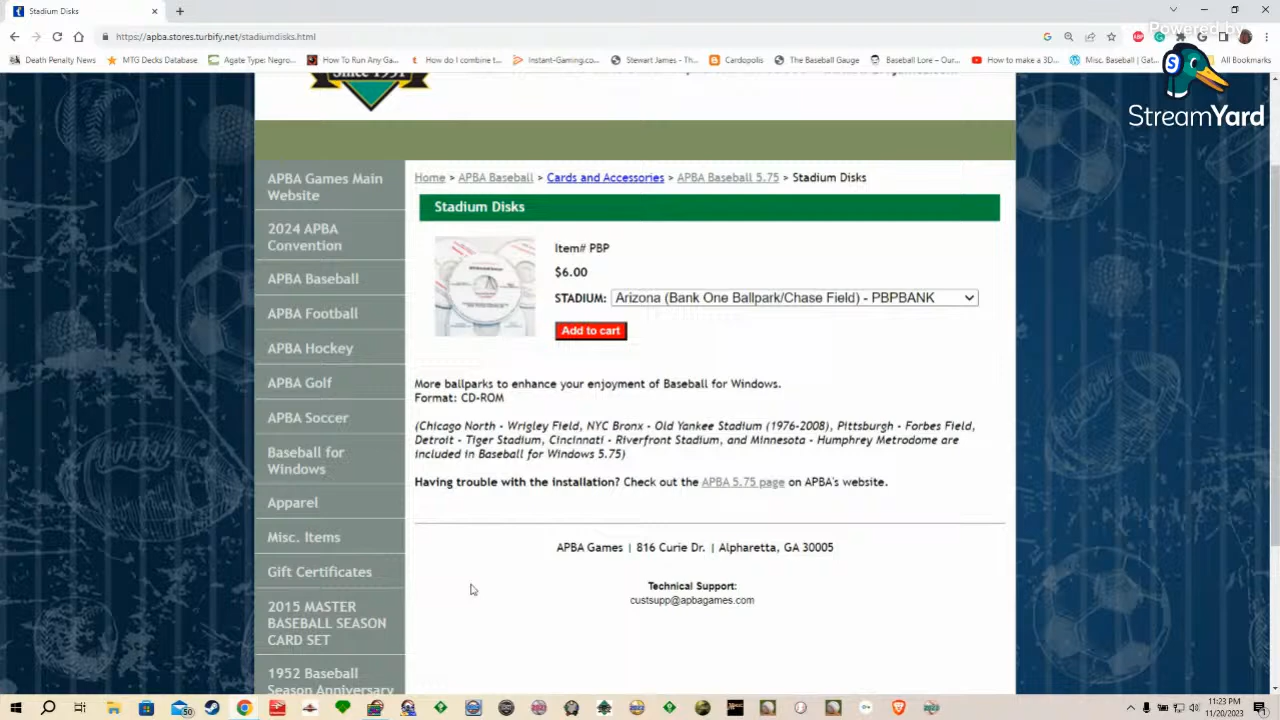 Stadium Disks
https://apba.stores.turbify.net/stadiumdisks.html
Death Penalty News
MTG Decks Database
Agate Type: Negro...
How To Run Any Ga...
How do I combine t...
Instant-Gaming.co...
Stewart James - Th...
Cardopolis
The Baseball Gauge
Baseball Lore – Our...
How to make a 3D...
Misc. Baseball | Gat...
All Bookmarks
Powered by
StreamYard
Since 1951
APBA Games Main
Website
2024 APBA
Convention
APBA Baseball
APBA Football
APBA Hockey
APBA Golf
APBA Soccer
Baseball for
Windows
Apparel
Misc. Items
Gift Certificates
2015 MASTER
BASEBALL SEASON
CARD SET
1952 Baseball
Season Anniversary
Home > APBA Baseball > Cards and Accessories > APBA Baseball 5.75 > Stadium Disks
Stadium Disks
Item# PBP
$6.00
STADIUM: Arizona (Bank One Ballpark/Chase Field) - PBPBANK
Add to cart
More ballparks to enhance your enjoyment of Baseball for Windows.
Format: CD-ROM
(Chicago North - Wrigley Field, NYC Bronx - Old Yankee Stadium (1976-2008), Pittsburgh - Forbes Field,
Detroit - Tiger Stadium, Cincinnati - Riverfront Stadium, and Minnesota - Humphrey Metrodome are
included in Baseball for Windows 5.75)
Having trouble with the installation? Check out the APBA 5.75 page on APBA's website.
APBA Games | 816 Curie Dr. | Alpharetta, GA 30005
Technical Support:
custsupp@apbagames.com
50
11:23 PM
11/20/2023